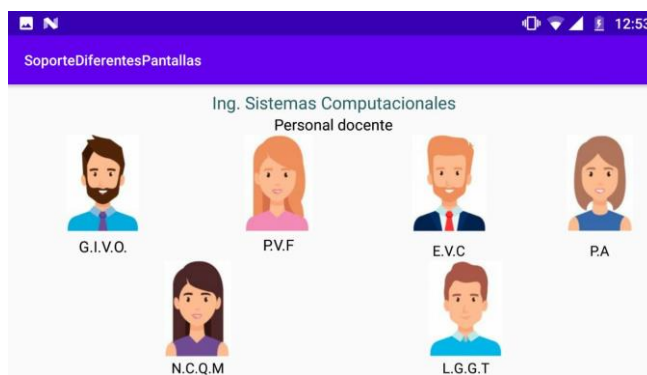 12:53
SoporteDiferentesPantallas
Ing. Sistemas Computacionales
Personal docente
G.I.V.O.
P.V.F
E.V.C
P.A
N.C.Q.M
L.G.G.T